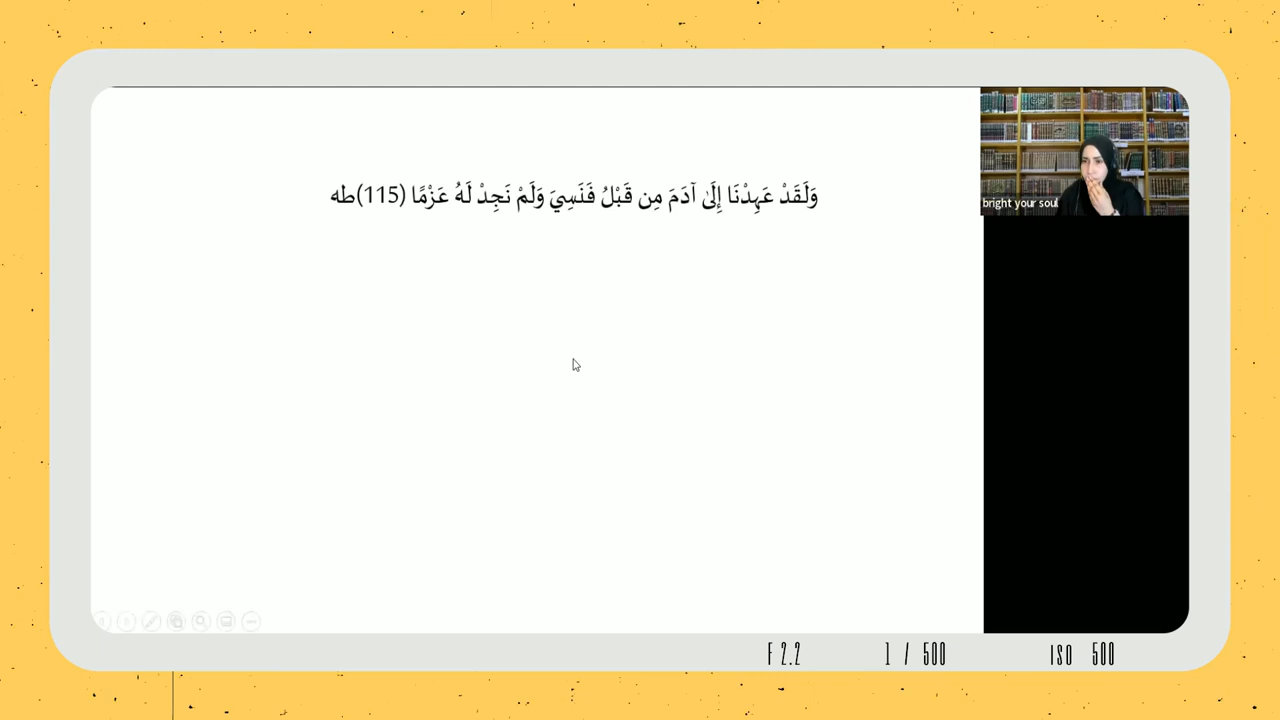 وَلَقَدْ عَهِدْنَا إِلَىٰ آدَمَ مِن قَبْلُ فَنَسِيَ وَلَمْ نَجِدْ لَهُ عَزْمًا (115)طه
bright your soul
F 2.2 1 / 500 ISO 500